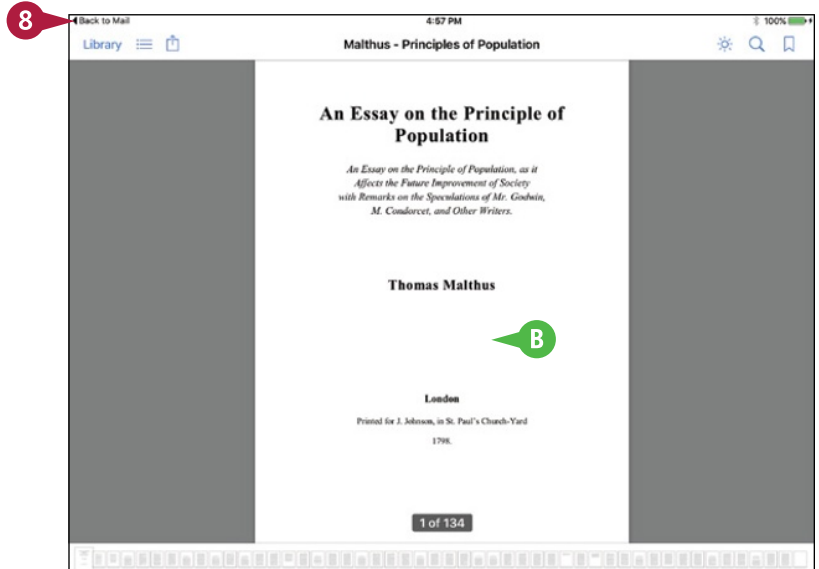 8
Back to Mail 4:57 PM 100%
Library Malthus - Principles of Population
An Essay on the Principle of
Population
An Essay on the Principle of Population, as it
Affects the Future Improvement of Society
with Remarks on the Speculations of Mr. Godwin,
M. Condorcet, and Other Writers.
Thomas Malthus
B
London
Printed for J. Johnson, in St. Paul's Church-Yard
1798.
1 of 134